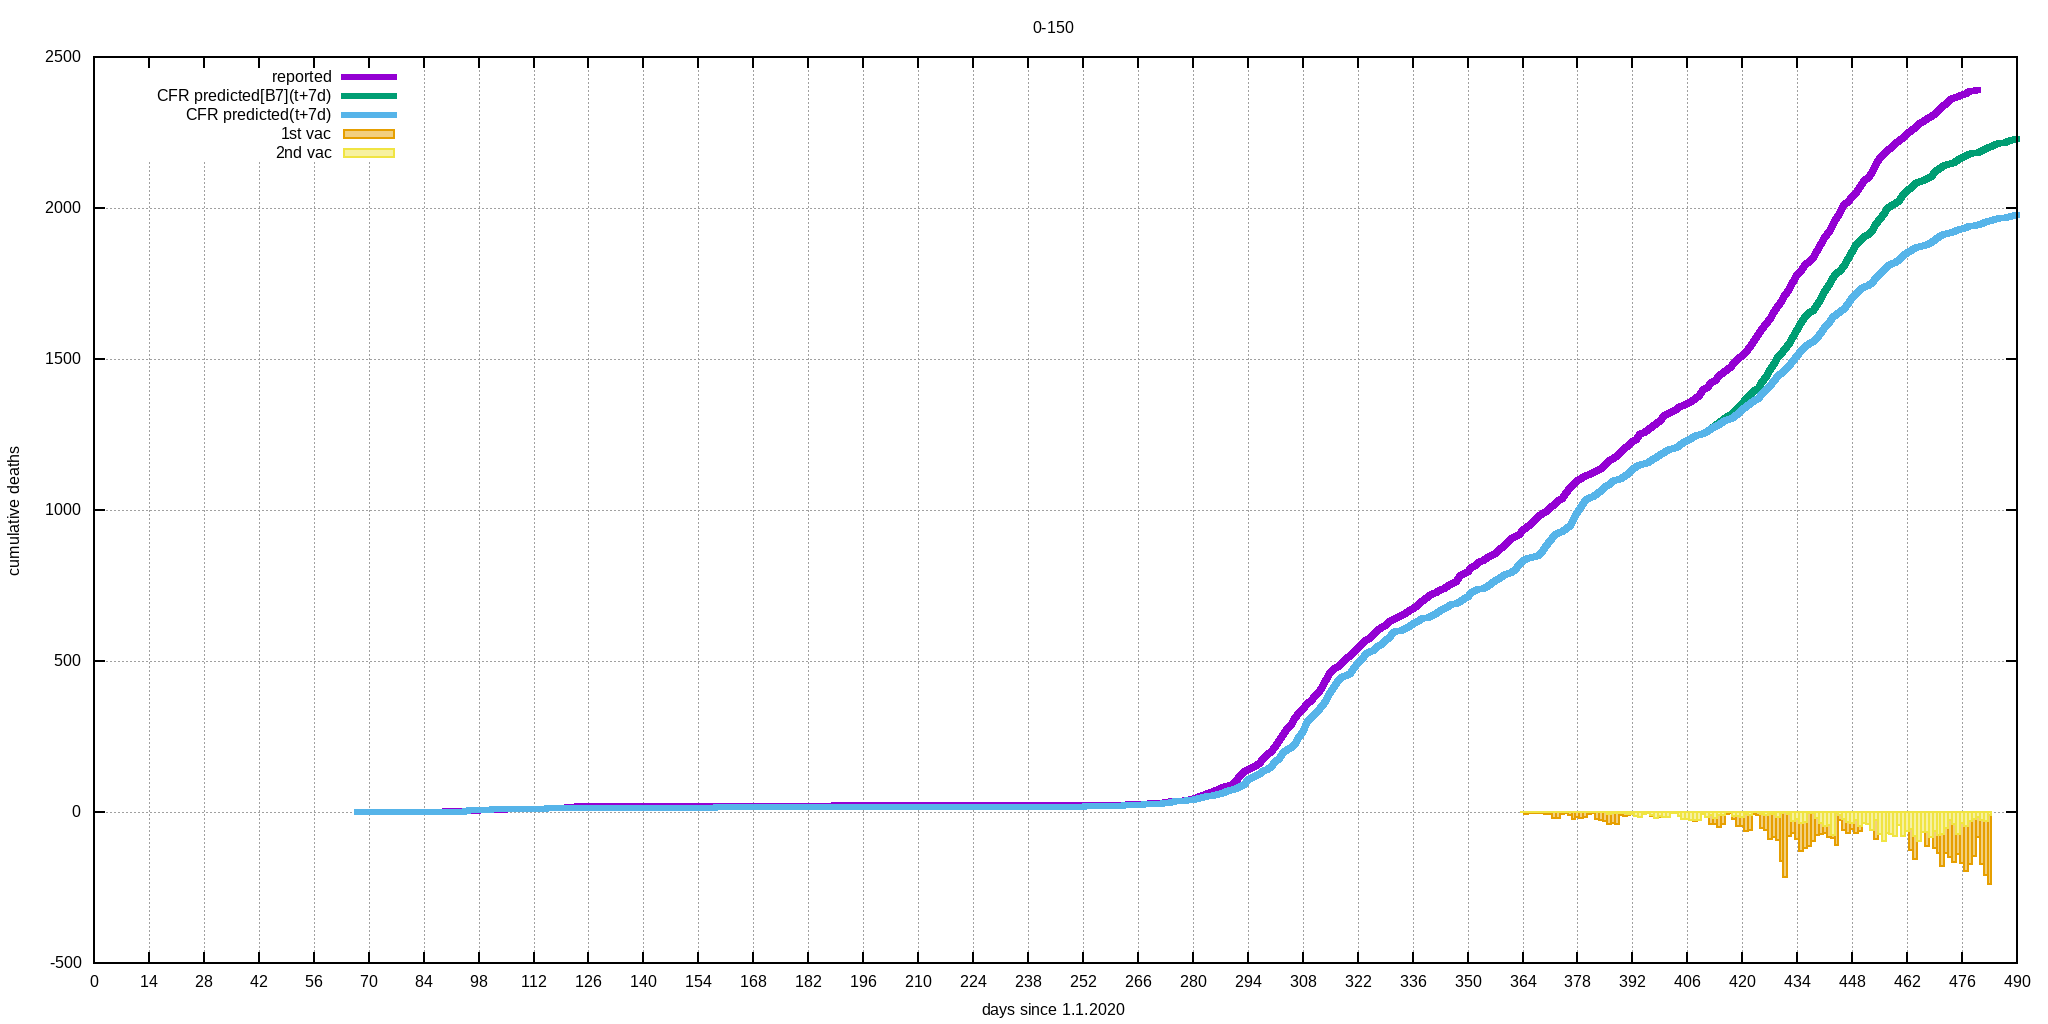 0-150
2500
2000
1500
1000
500
0
-500
cumulative deaths
reported
CFR predicted[B7](t+7d)
CFR predicted(t+7d)
1st vac
2nd vac
0 14 28 42 56 70 84 98 112 126 140 154 168 182 196 210 224 238 252 266 280 294 308 322 336 350 364 378 392 406 420 434 448 462 476 490
days since 1.1.2020